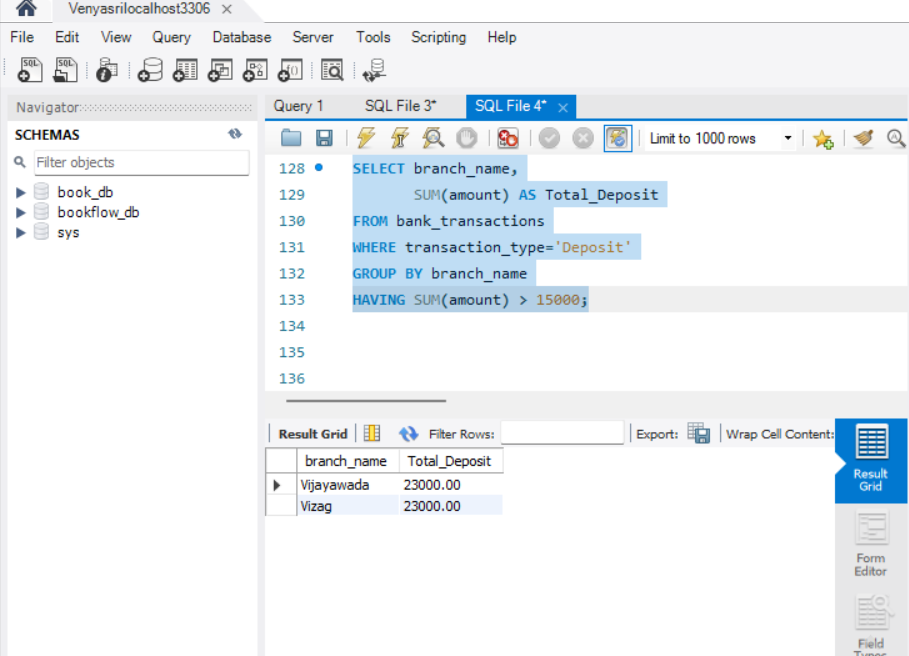 Venyasrilocalhost3306 ×
File Edit View Query Database Server Tools Scripting Help
SQL SQL
Navigator
Query 1 SQL File 3* SQL File 4* ×
SCHEMAS
Limit to 1000 rows
Filter objects
book_db
bookflow_db
sys
128 SELECT branch_name,
129 SUM(amount) AS Total_Deposit
130 FROM bank_transactions
131 WHERE transaction_type='Deposit'
132 GROUP BY branch_name
133 HAVING SUM(amount) > 15000;
134
135
136
Result Grid Filter Rows: Export: Wrap Cell Content:
branch_name Total_Deposit
Vijayawada 23000.00
Vizag 23000.00
Result
Grid
Form
Editor
Field
Types